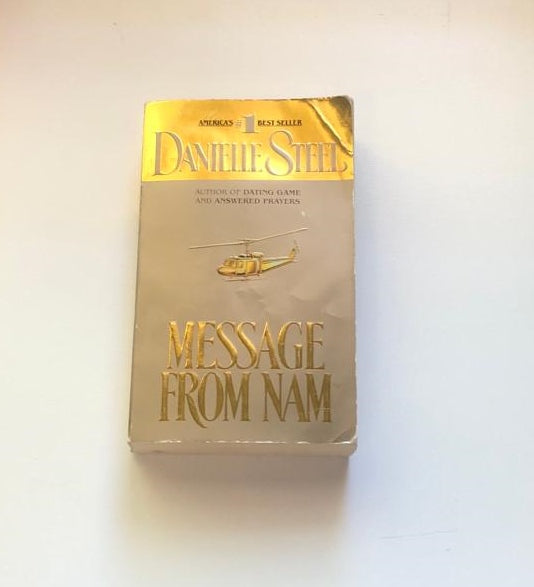 AMERICA'S #1 BEST SELLER
DANIELLE STEEL
AUTHOR OF DATING GAME
AND ANSWERED PRAYERS
MESSAGE
FROM NAM